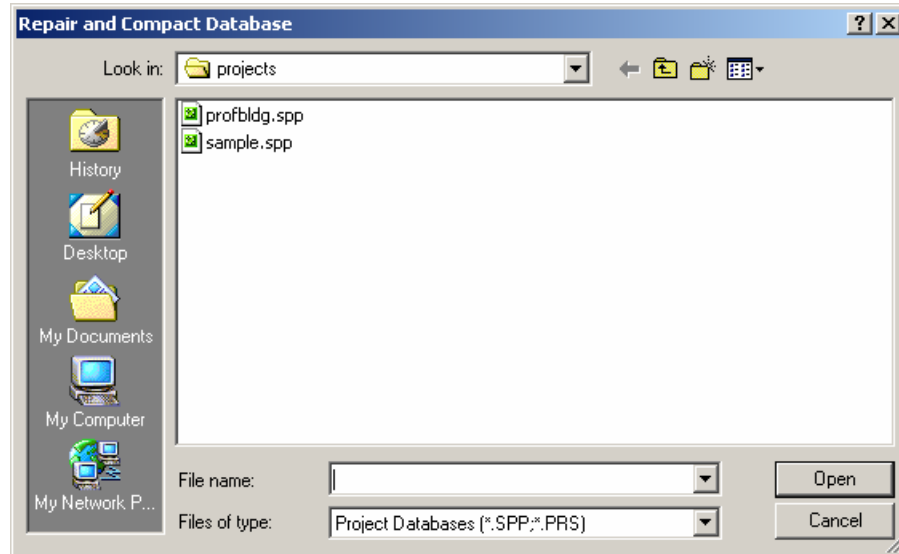 Repair and Compact Database
Look in: projects
profbldg.spp
sample.spp
History
Desktop
My Documents
My Computer
My Network P...
File name:
Open
Files of type: Project Databases (*.SPP;*.PRS)
Cancel